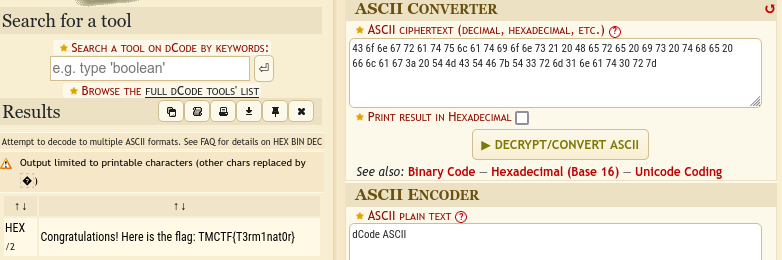 Search for a tool
★ SEARCH A TOOL ON DCODE BY KEYWORDS:
e.g. type 'boolean'
★ BROWSE THE FULL DCODE TOOLS' LIST
Results
Attempt to decode to multiple ASCII formats. See FAQ for details on HEX BIN DEC
Output limited to printable characters (other chars replaced by
�)
↑↓ ↑↓
HEX
/2
Congratulations! Here is the flag: TMCTF{T3rm1nat0r}
ASCII CONVERTER
★ ASCII CIPHERTEXT (DECIMAL, HEXADECIMAL, ETC.) ?
43 6f 6e 67 72 61 74 75 6c 61 74 69 6f 6e 73 21 20 48 65 72 65 20 69 73 20 74 68 65 20
66 6c 61 67 3a 20 54 4d 43 54 46 7b 54 33 72 6d 31 6e 61 74 30 72 7d
★ PRINT RESULT IN HEXADECIMAL
▶ DECRYPT/CONVERT ASCII
See also: Binary Code — Hexadecimal (Base 16) — Unicode Coding
ASCII ENCODER
★ ASCII PLAIN TEXT ?
dCode ASCII